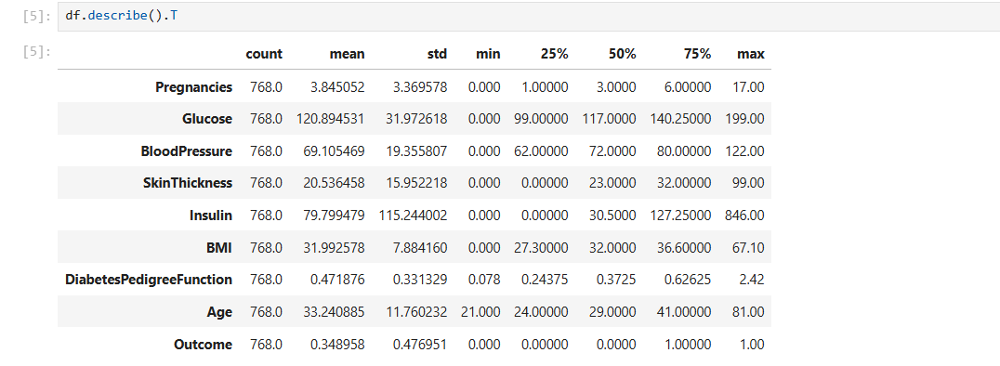 [5]: df.describe().T
[5]:
count mean std min 25% 50% 75% max
Pregnancies 768.0 3.845052 3.369578 0.000 1.00000 3.0000 6.00000 17.00
Glucose 768.0 120.894531 31.972618 0.000 99.00000 117.0000 140.25000 199.00
BloodPressure 768.0 69.105469 19.355807 0.000 62.00000 72.0000 80.00000 122.00
SkinThickness 768.0 20.536458 15.952218 0.000 0.00000 23.0000 32.00000 99.00
Insulin 768.0 79.799479 115.244002 0.000 0.00000 30.5000 127.25000 846.00
BMI 768.0 31.992578 7.884160 0.000 27.30000 32.0000 36.60000 67.10
DiabetesPedigreeFunction 768.0 0.471876 0.331329 0.078 0.24375 0.3725 0.62625 2.42
Age 768.0 33.240885 11.760232 21.000 24.00000 29.0000 41.00000 81.00
Outcome 768.0 0.348958 0.476951 0.000 0.00000 0.0000 1.00000 1.00